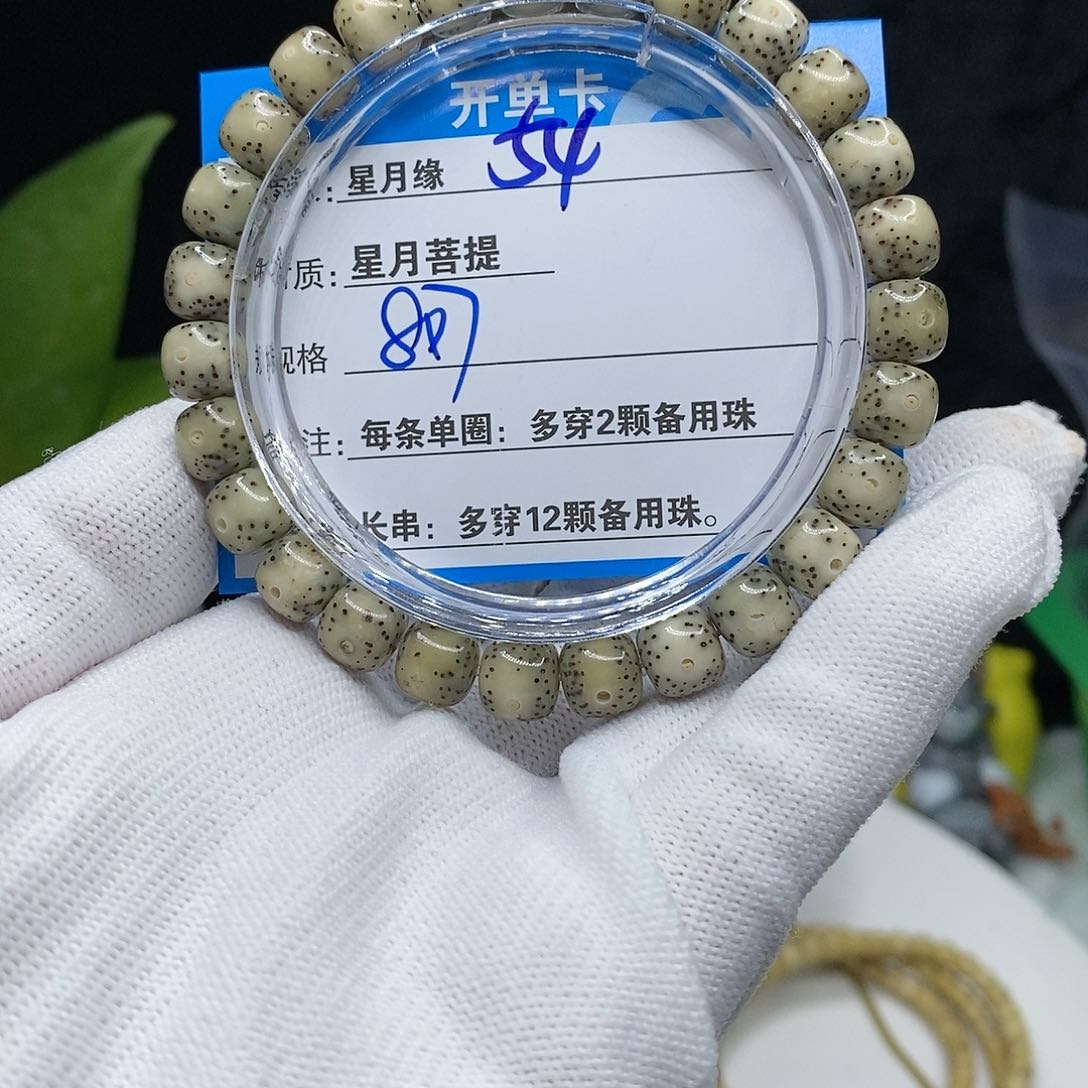 开单卡
54
：星月缘
材质：星月菩提
规格 8*7
备注：每条单圈：多穿2颗备用珠
长串：多穿12颗备用珠。